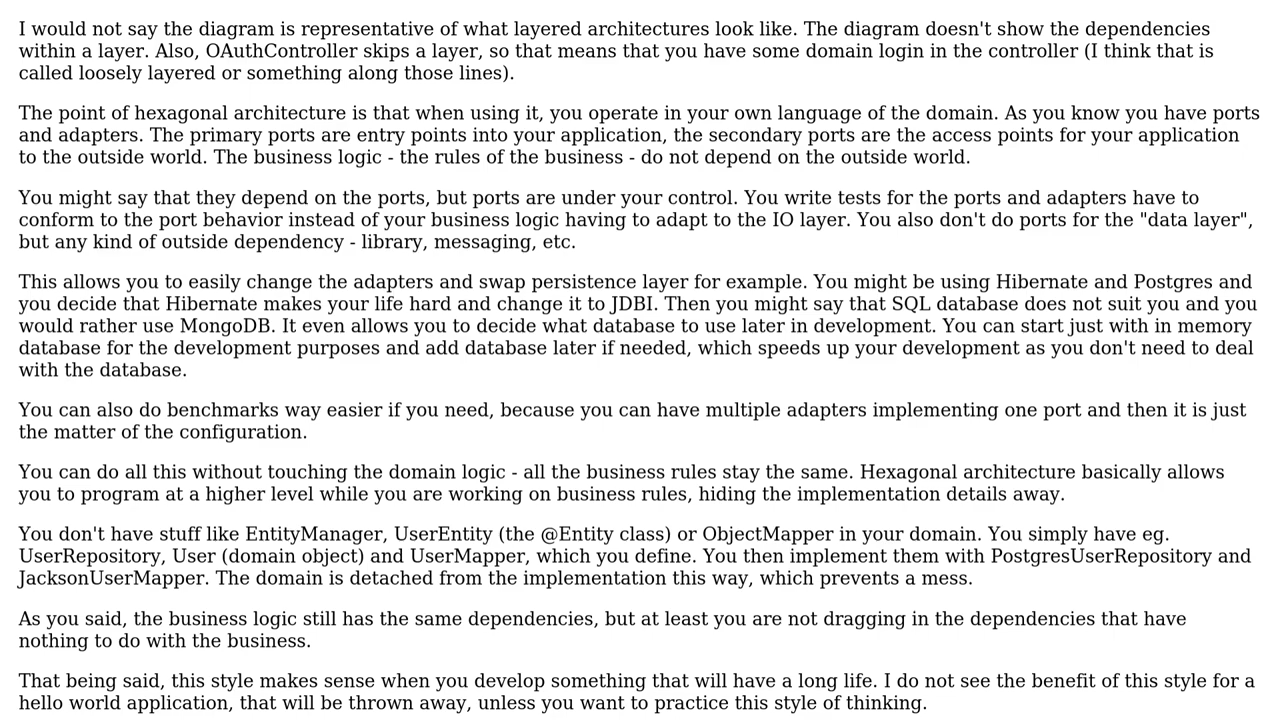 I would not say the diagram is representative of what layered architectures look like. The diagram doesn't show the dependencies
within a layer. Also, OAuthController skips a layer, so that means that you have some domain login in the controller (I think that is
called loosely layered or something along those lines).
The point of hexagonal architecture is that when using it, you operate in your own language of the domain. As you know you have ports
and adapters. The primary ports are entry points into your application, the secondary ports are the access points for your application
to the outside world. The business logic - the rules of the business - do not depend on the outside world.
You might say that they depend on the ports, but ports are under your control. You write tests for the ports and adapters have to
conform to the port behavior instead of your business logic having to adapt to the IO layer. You also don't do ports for the "data layer",
but any kind of outside dependency - library, messaging, etc.
This allows you to easily change the adapters and swap persistence layer for example. You might be using Hibernate and Postgres and
you decide that Hibernate makes your life hard and change it to JDBI. Then you might say that SQL database does not suit you and you
would rather use MongoDB. It even allows you to decide what database to use later in development. You can start just with in memory
database for the development purposes and add database later if needed, which speeds up your development as you don't need to deal
with the database.
You can also do benchmarks way easier if you need, because you can have multiple adapters implementing one port and then it is just
the matter of the configuration.
You can do all this without touching the domain logic - all the business rules stay the same. Hexagonal architecture basically allows
you to program at a higher level while you are working on business rules, hiding the implementation details away.
You don't have stuff like EntityManager, UserEntity (the @Entity class) or ObjectMapper in your domain. You simply have eg.
UserRepository, User (domain object) and UserMapper, which you define. You then implement them with PostgresUserRepository and
JacksonUserMapper. The domain is detached from the implementation this way, which prevents a mess.
As you said, the business logic still has the same dependencies, but at least you are not dragging in the dependencies that have
nothing to do with the business.
That being said, this style makes sense when you develop something that will have a long life. I do not see the benefit of this style for a
hello world application, that will be thrown away, unless you want to practice this style of thinking.